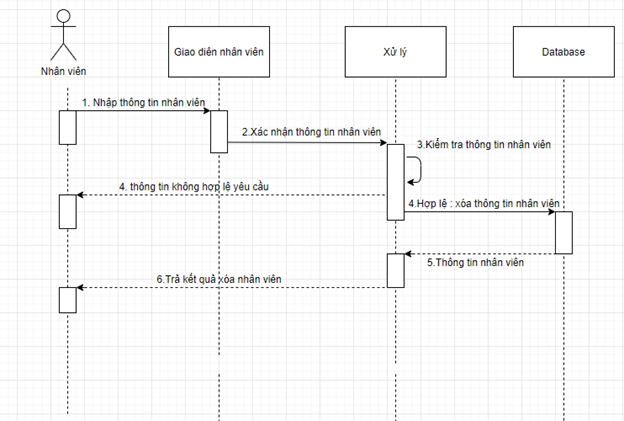 Nhân viên
Giao diên nhân viên
Xử lý
Database
1. Nhập thông tin nhân viên
2.Xác nhận thông tin nhân viên
3.Kiểm tra thông tin nhân viên
4. thông tin không hợp lệ yêu cầu
4.Hợp lệ : xóa thông tin nhân viên
5.Thông tin nhân viên
6.Trả kết quả xóa nhân viên